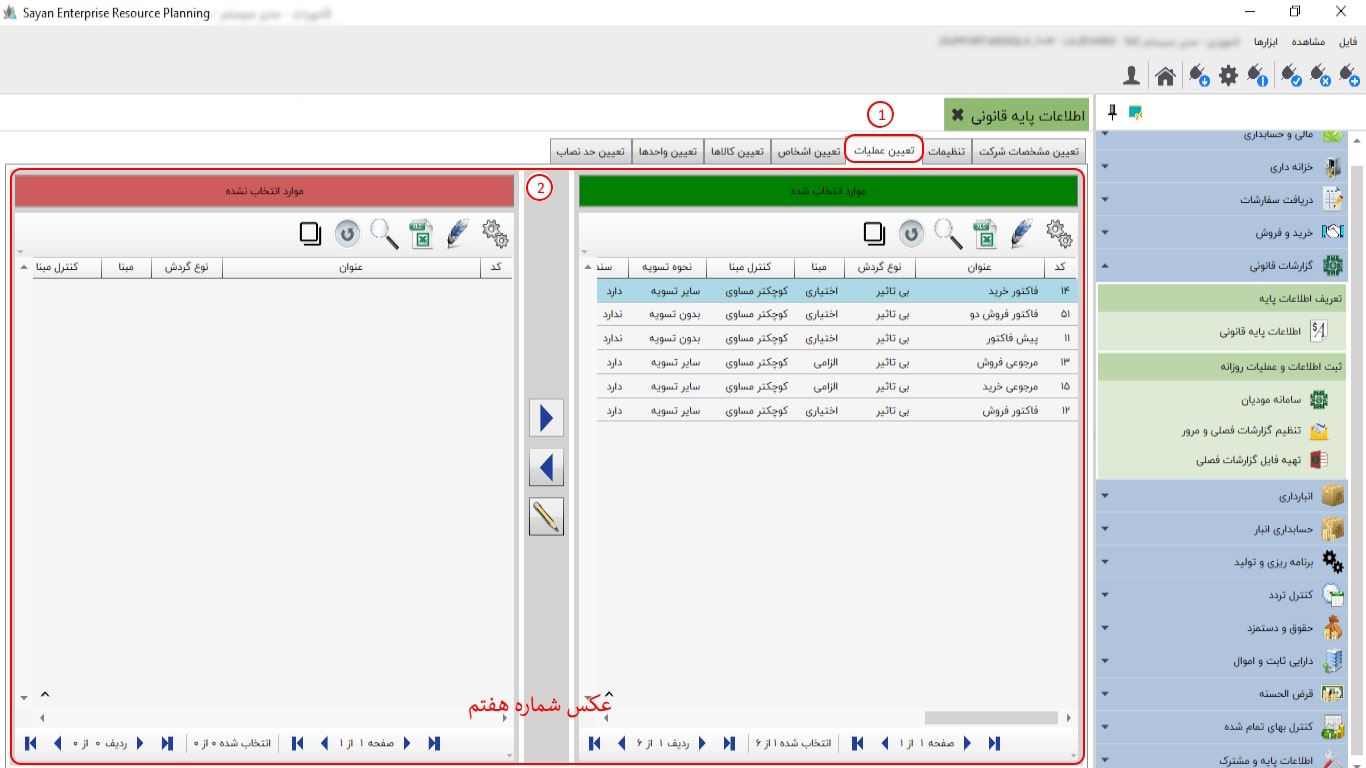 Sayan Enterprise Resource Planning
فایل مشاهده ابزارها
اطلاعات پایه قانونی
1
تعیین مشخصات شرکت تنظیمات تعیین عملیات تعیین اشخاص تعیین کالاها تعیین واحدها تعیین حد نصاب
موارد انتخاب شده
2
موارد انتخاب نشده
کد عنوان نوع گردش مبنا کنترل مبنا نحوه تسویه سند
۱۴ فاکتور خرید بی تاثیر اختیاری کوچکتر مساوی سایر تسویه دارد
۵۱ فاکتور فروش دو بی تاثیر اختیاری کوچکتر مساوی بدون تسویه ندارد
۱۱ پیش فاکتور بی تاثیر اختیاری کوچکتر مساوی بدون تسویه ندارد
۱۳ مرجوعی فروش بی تاثیر الزامی کوچکتر مساوی سایر تسویه دارد
۱۵ مرجوعی خرید بی تاثیر الزامی کوچکتر مساوی سایر تسویه دارد
۱۲ فاکتور فروش بی تاثیر اختیاری کوچکتر مساوی سایر تسویه دارد
صفحه ۱ از ۱ انتخاب شده ۱ از ۶ ردیف ۱ از ۶
کد عنوان نوع گردش مبنا کنترل مبنا
صفحه ۱ از ۱ انتخاب شده ۰ از ۰ ردیف ۰ از ۰
عکس شماره هفتم
مالی و حسابداری
خزانه داری
دریافت سفارشات
خرید و فروش
گزارشات قانونی
تعریف اطلاعات پایه
اطلاعات پایه قانونی
ثبت اطلاعات و عملیات روزانه
سامانه مودیان
تنظیم گزارشات فصلی و مرور
تهیه فایل گزارشات فصلی
انبارداری
حسابداری انبار
برنامه ریزی و تولید
کنترل تردد
حقوق و دستمزد
دارایی ثابت و اموال
قرض الحسنه
کنترل بهای تمام شده
اطلاعات پایه و مشترک